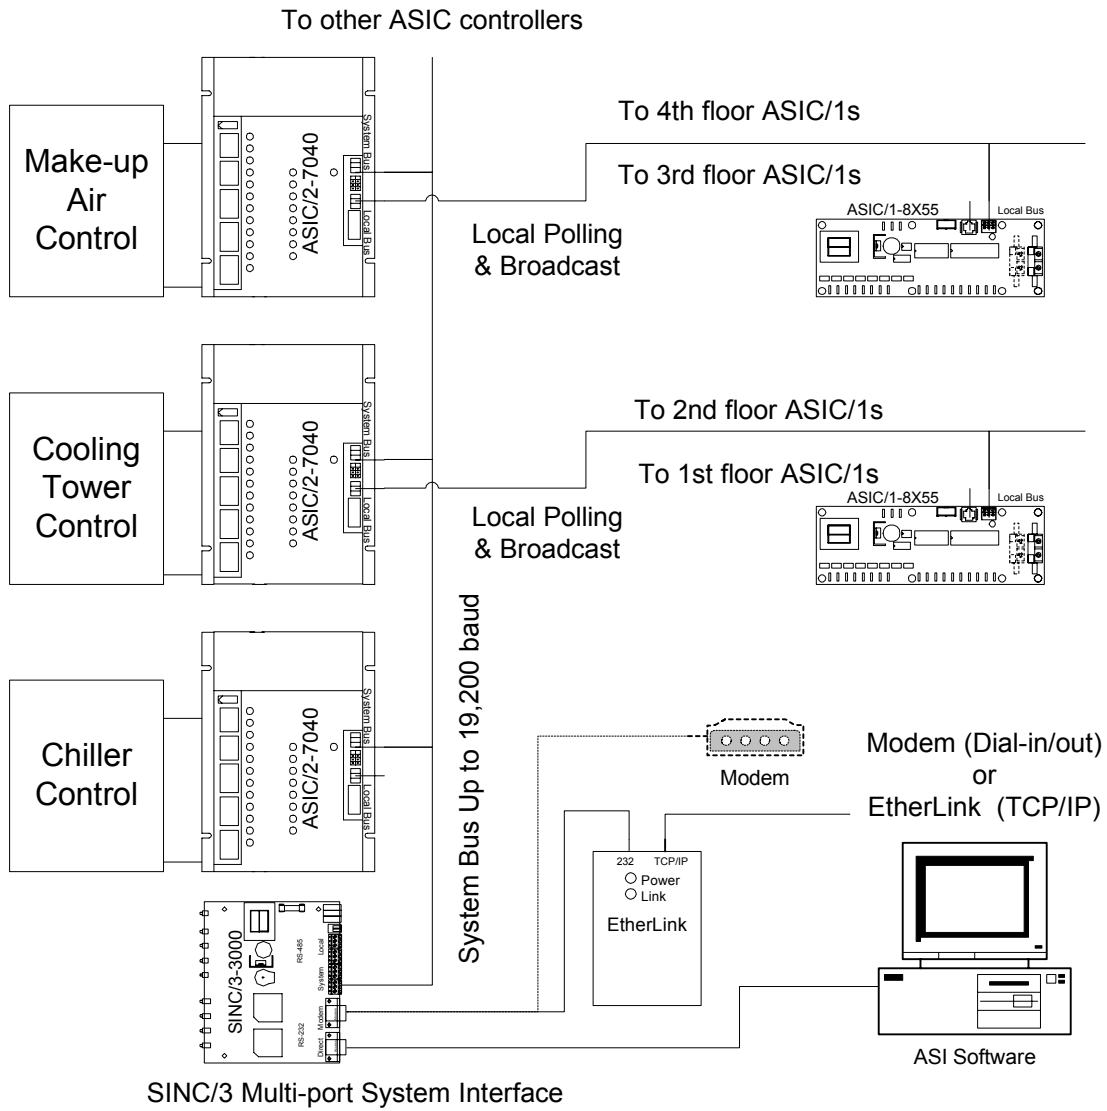 To other ASIC controllers
Make-up
Air
Control
ASIC/2-7040
System Bus
Local Bus
To 4th floor ASIC/1s
To 3rd floor ASIC/1s
Local Polling
& Broadcast
ASIC/1-8X55
Local Bus
Cooling
Tower
Control
ASIC/2-7040
System Bus
Local Bus
To 2nd floor ASIC/1s
To 1st floor ASIC/1s
Local Polling
& Broadcast
ASIC/1-8X55
Local Bus
Chiller
Control
ASIC/2-7040
System Bus
Local Bus
System Bus Up to 19,200 baud
Modem
Modem (Dial-in/out)
or
EtherLink (TCP/IP)
232 TCP/IP
Power
Link
EtherLink
SINC/3-3000
RS-485
Local
System
RS-232
Modem
Direct
ASI Software
SINC/3 Multi-port System Interface